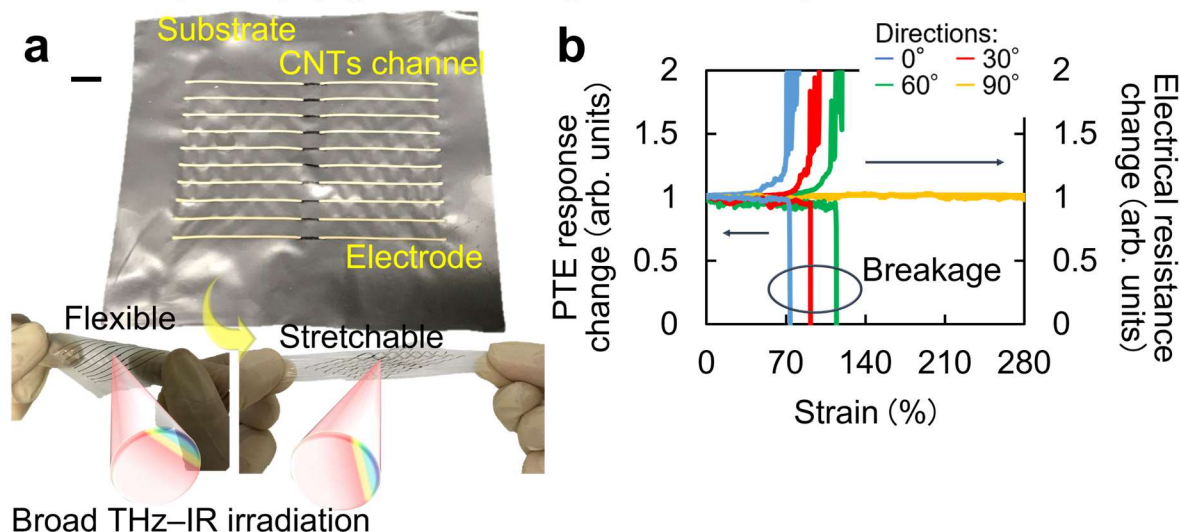 a
Substrate
CNTs channel
Electrode
Flexible
Stretchable
Broad THz–IR irradiation
b
Directions:
0° 30°
60° 90°
PTE response
change (arb. units)
2
1.5
1
0.5
0
Breakage
2
1.5
1
0.5
0
Electrical resistance
change (arb. units)
0 70 140 210 280
Strain (%)